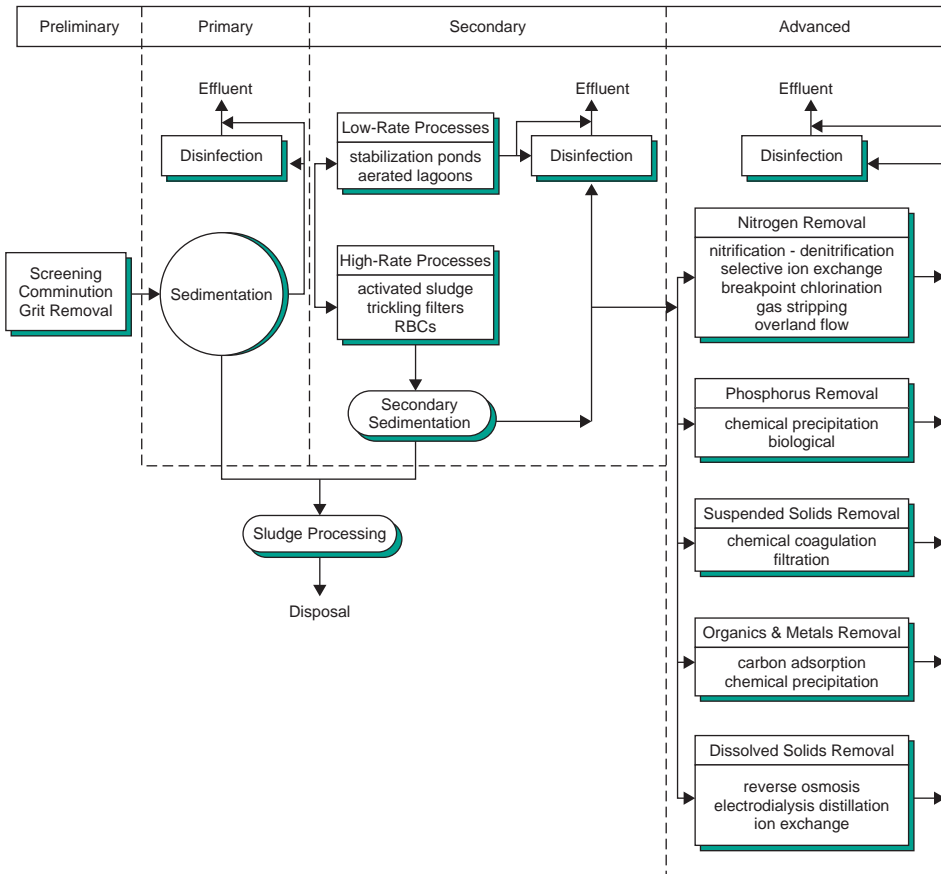 Preliminary
Primary
Secondary
Advanced
Effluent
Disinfection
Screening
Comminution
Grit Removal
Sedimentation
Low-Rate Processes
stabilization ponds
aerated lagoons
High-Rate Processes
activated sludge
trickling filters
RBCs
Secondary
Sedimentation
Effluent
Disinfection
Sludge Processing
Disposal
Effluent
Disinfection
Nitrogen Removal
nitrification - denitrification
selective ion exchange
breakpoint chlorination
gas stripping
overland flow
Phosphorus Removal
chemical precipitation
biological
Suspended Solids Removal
chemical coagulation
filtration
Organics & Metals Removal
carbon adsorption
chemical precipitation
Dissolved Solids Removal
reverse osmosis
electrodialysis distillation
ion exchange